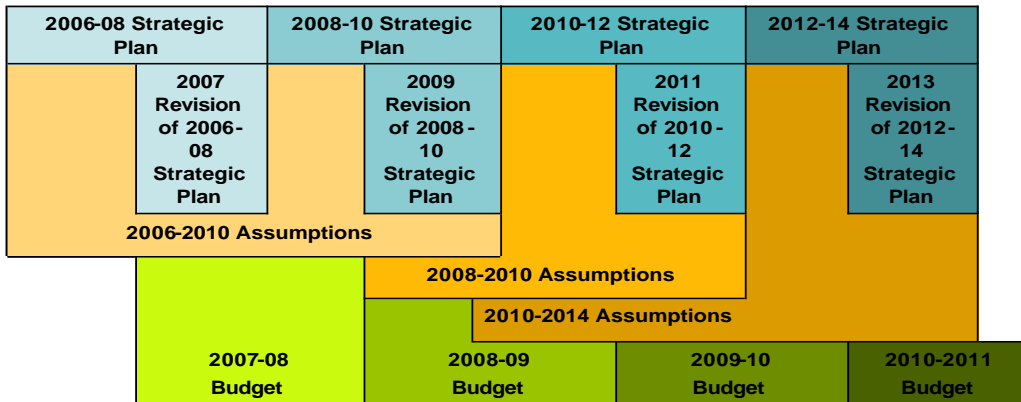 2006-08 Strategic
Plan
2008-10 Strategic
Plan
2010-12 Strategic
Plan
2012-14 Strategic
Plan
2007
Revision
of 2006-
08
Strategic
Plan
2009
Revision
of 2008-
10
Strategic
Plan
2011
Revision
of 2010-
12
Strategic
Plan
2013
Revision
of 2012-
14
Strategic
Plan
2006-2010 Assumptions
2008-2010 Assumptions
2010-2014 Assumptions
2007-08
Budget
2008-09
Budget
2009-10
Budget
2010-2011
Budget